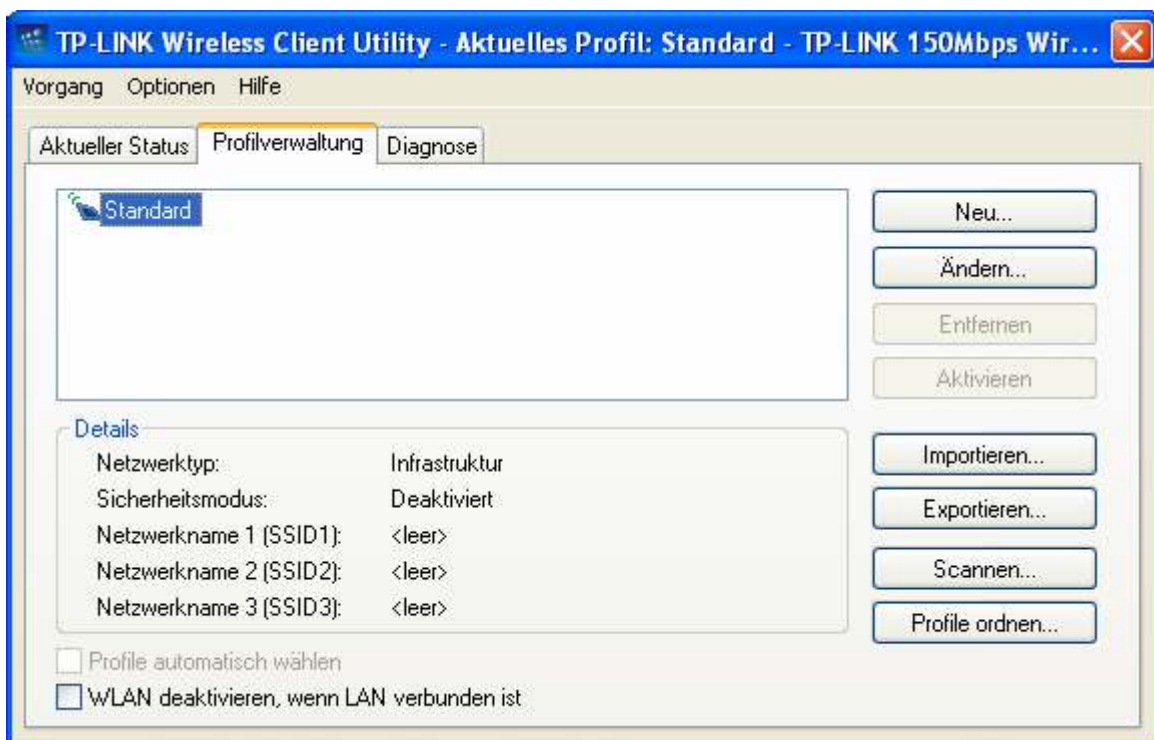 TP-LINK Wireless Client Utility - Aktuelles Profil: Standard - TP-LINK 150Mbps Wir...
Vorgang Optionen Hilfe
Aktueller Status Profilverwaltung Diagnose
Standard
Neu...
Ändern...
Entfernen
Aktivieren
Details
Netzwerktyp: Infrastruktur
Sicherheitsmodus: Deaktiviert
Netzwerkname 1 (SSID1): <leer>
Netzwerkname 2 (SSID2): <leer>
Netzwerkname 3 (SSID3): <leer>
Importieren...
Exportieren...
Scannen...
Profile ordnen...
Profile automatisch wählen
WLAN deaktivieren, wenn LAN verbunden ist